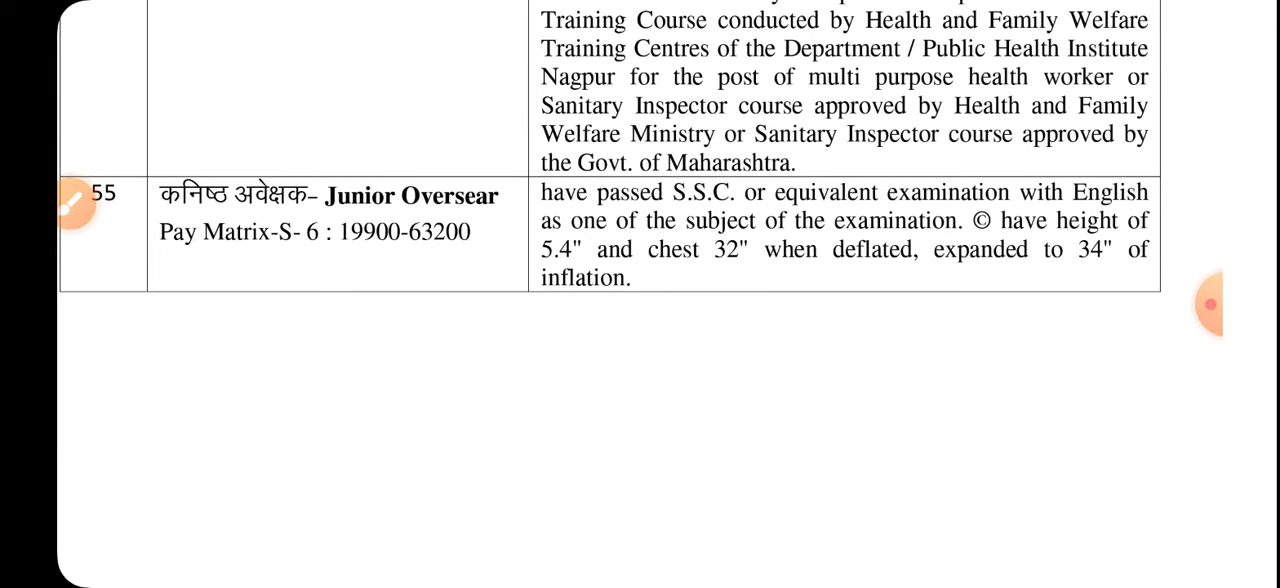 Training Course conducted by Health and Family Welfare
Training Centres of the Department / Public Health Institute
Nagpur for the post of multi purpose health worker or
Sanitary Inspector course approved by Health and Family
Welfare Ministry or Sanitary Inspector course approved by
the Govt. of Maharashtra.
55
कनिष्ठ अवेक्षक– Junior Oversear
Pay Matrix-S- 6 : 19900-63200
have passed S.S.C. or equivalent examination with English
as one of the subject of the examination. © have height of
5.4" and chest 32" when deflated, expanded to 34" of
inflation.